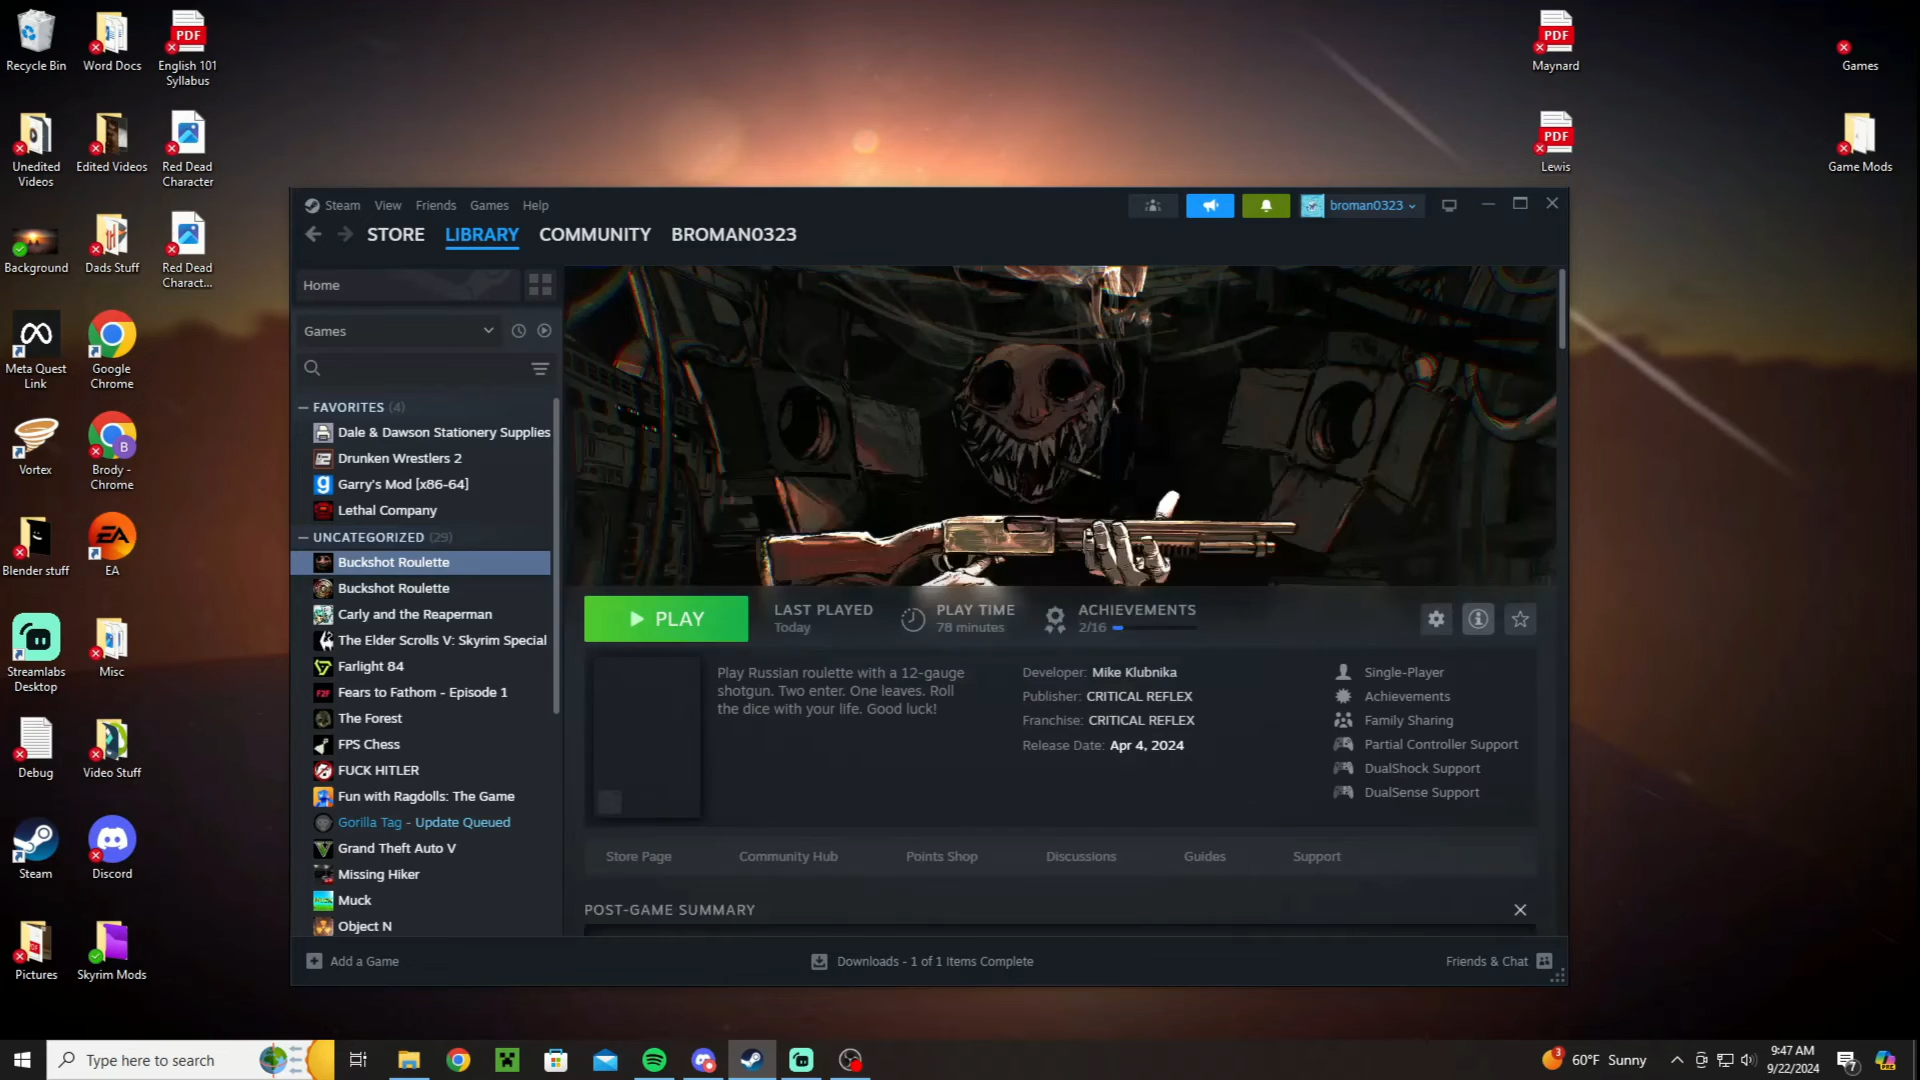 Recycle Bin
Word Docs
English 101
Syllabus
Unedited
Videos
Edited Videos
Red Dead
Character
Background
Dads Stuff
Red Dead
Charact...
Meta Quest
Link
Google
Chrome
Vortex
Brody -
Chrome
Blender stuff
EA
Streamlabs
Desktop
Misc
Debug
Video Stuff
Steam
Discord
Pictures
Skyrim Mods
PDF
Maynard
PDF
Lewis
Games
Game Mods
Steam View Friends Games Help
broman0323
STORE LIBRARY COMMUNITY BROMAN0323
Home
Games
FAVORITES (4)
Dale & Dawson Stationery Supplies
Drunken Wrestlers 2
Garry's Mod [x86-64]
Lethal Company
UNCATEGORIZED (29)
Buckshot Roulette
Buckshot Roulette
Carly and the Reaperman
The Elder Scrolls V: Skyrim Special
Farlight 84
Fears to Fathom - Episode 1
The Forest
FPS Chess
FUCK HITLER
Fun with Ragdolls: The Game
Gorilla Tag - Update Queued
Grand Theft Auto V
Missing Hiker
Muck
Object N
PLAY
LAST PLAYED
Today
PLAY TIME
78 minutes
ACHIEVEMENTS
2/16
Play Russian roulette with a 12-gauge
shotgun. Two enter. One leaves. Roll
the dice with your life. Good luck!
Developer: Mike Klubnika
Publisher: CRITICAL REFLEX
Franchise: CRITICAL REFLEX
Release Date: Apr 4, 2024
Single-Player
Achievements
Family Sharing
Partial Controller Support
DualShock Support
DualSense Support
Store Page Community Hub Points Shop Discussions Guides Support
POST-GAME SUMMARY
Add a Game
Downloads - 1 of 1 Items Complete
Friends & Chat
Type here to search
3
60°F Sunny
9:47 AM
9/22/2024
7